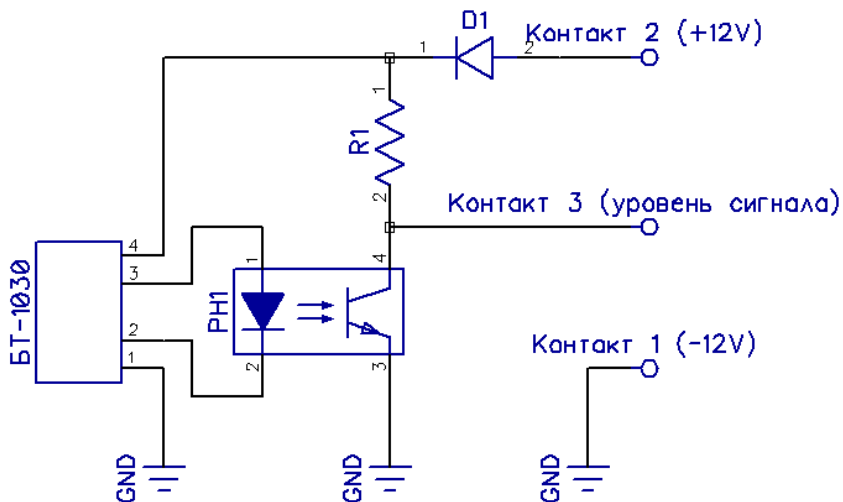 D1
1
2
Контакт 2 (+12V)
1
R1
2
Контакт 3 (уровень сигнала)
БТ-1030
4
3
2
1
PH1
1
2
4
3
Контакт 1 (-12V)
GND
GND
GND